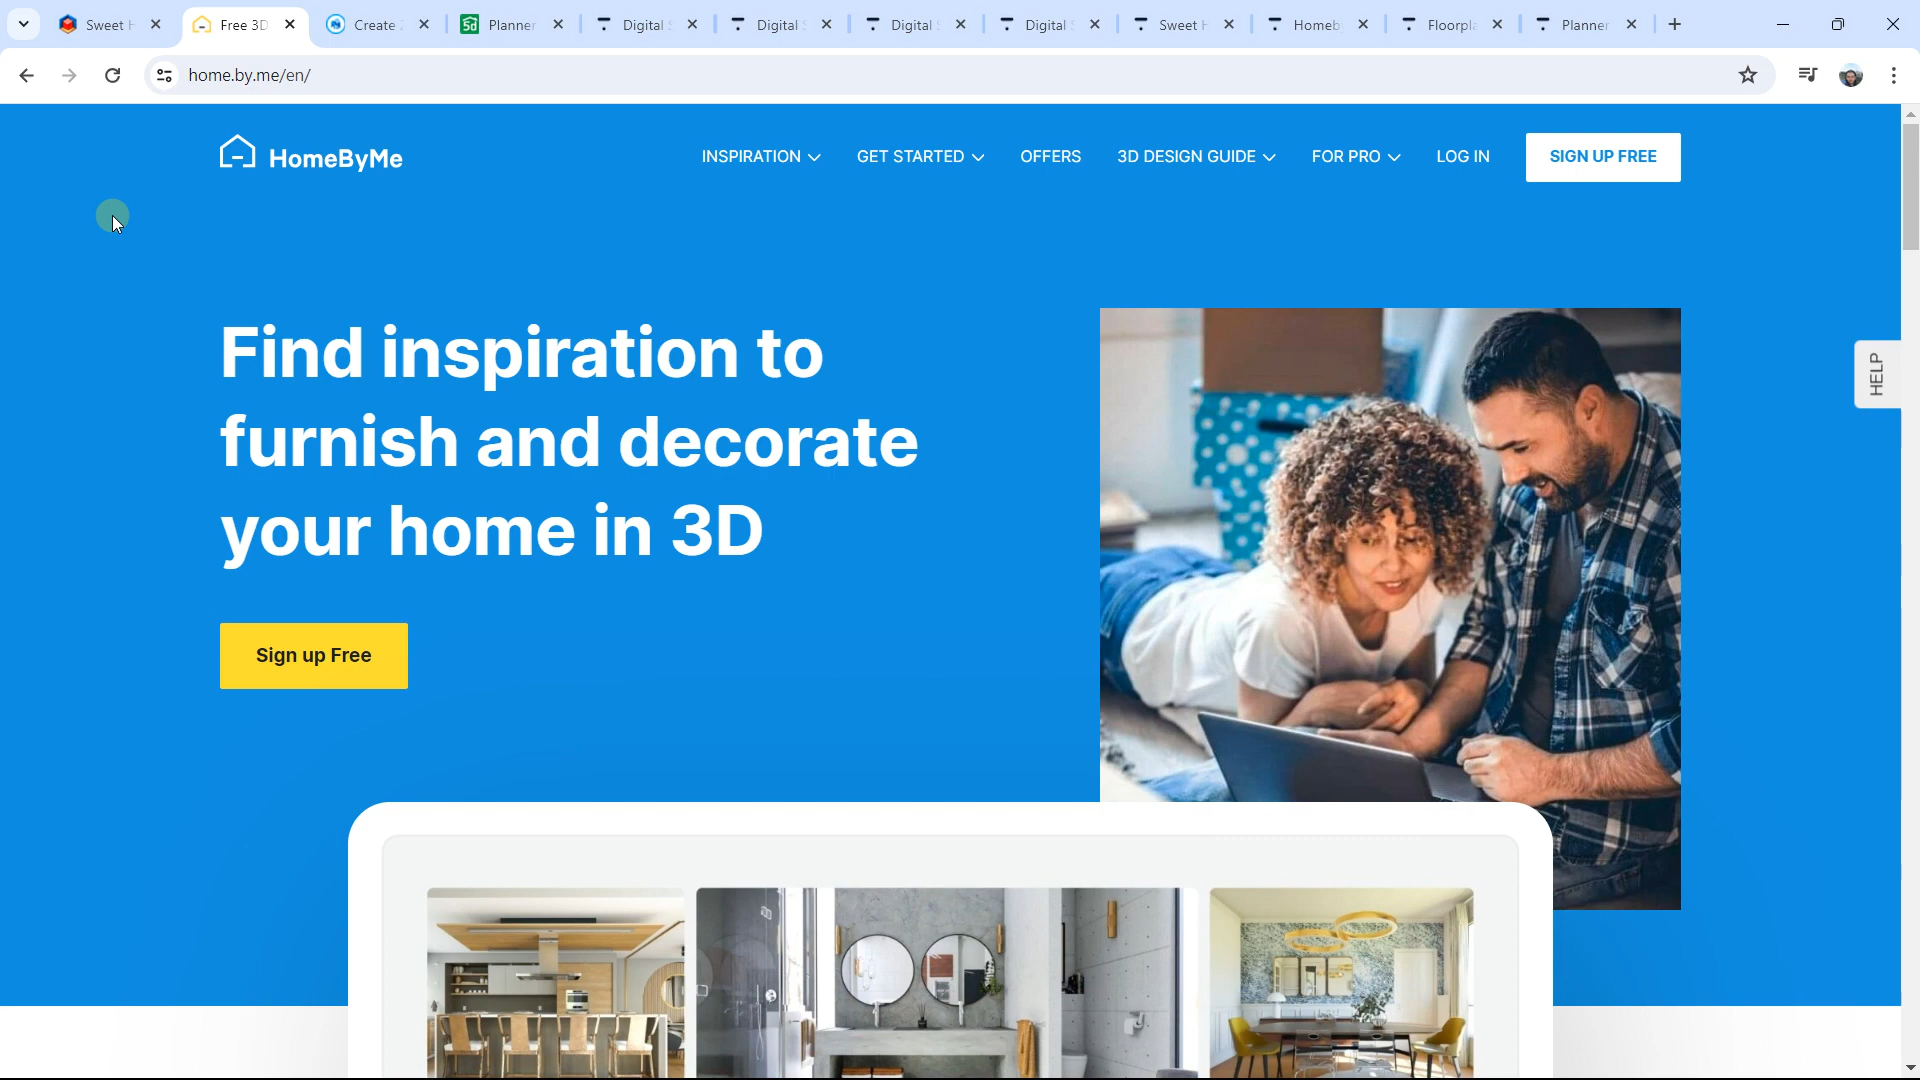 Sweet H
Free 3D
Create
Planner
Digital S
Digital S
Digital S
Digital S
Sweet H
Homeb
Floorpla
Planner
home.by.me/en/
HomeByMe
INSPIRATION
GET STARTED
OFFERS
3D DESIGN GUIDE
FOR PRO
LOG IN
SIGN UP FREE
HELP
Find inspiration to
furnish and decorate
your home in 3D
Sign up Free